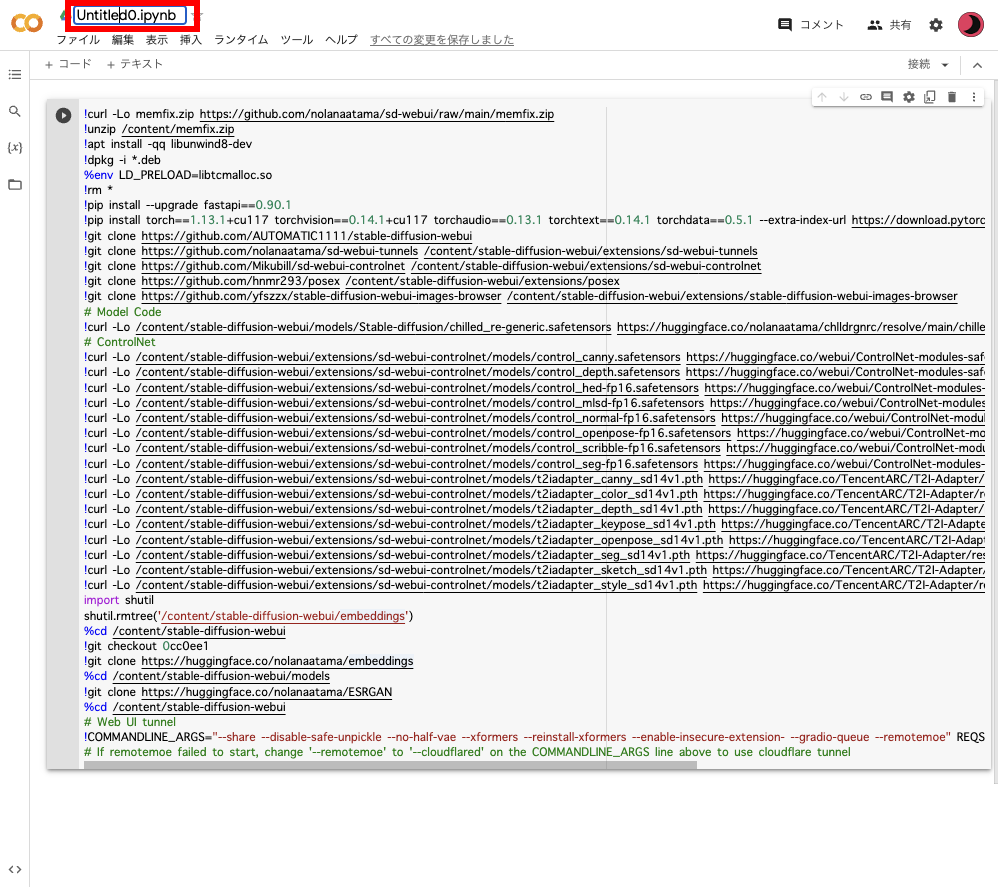 Untitled0.ipynb
コメント 共有
ファイル 編集 表示 挿入 ランタイム ツール ヘルプ すべての変更を保存しました
+ コード + テキスト 接続
!curl -Lo memfix.zip https://github.com/nolanaatama/sd-webui/raw/main/memfix.zip
!unzip /content/memfix.zip
!apt install -qq libunwind8-dev
!dpkg -i *.deb
%env LD_PRELOAD=libtcmalloc.so
!rm *
!pip install --upgrade fastapi==0.90.1
!pip install torch==1.13.1+cu117 torchvision==0.14.1+cu117 torchaudio==0.13.1 torchtext==0.14.1 torchdata==0.5.1 --extra-index-url https://download.pytorc
!git clone https://github.com/AUTOMATIC1111/stable-diffusion-webui
!git clone https://github.com/nolanaatama/sd-webui-tunnels /content/stable-diffusion-webui/extensions/sd-webui-tunnels
!git clone https://github.com/Mikubill/sd-webui-controlnet /content/stable-diffusion-webui/extensions/sd-webui-controlnet
!git clone https://github.com/hnmr293/posex /content/stable-diffusion-webui/extensions/posex
!git clone https://github.com/yfszzx/stable-diffusion-webui-images-browser /content/stable-diffusion-webui/extensions/stable-diffusion-webui-images-browser
# Model Code
!curl -Lo /content/stable-diffusion-webui/models/Stable-diffusion/chilled_re-generic.safetensors https://huggingface.co/nolanaatama/chlldrgnrc/resolve/main/chille
# ControlNet
!curl -Lo /content/stable-diffusion-webui/extensions/sd-webui-controlnet/models/control_canny.safetensors https://huggingface.co/webui/ControlNet-modules-saf
!curl -Lo /content/stable-diffusion-webui/extensions/sd-webui-controlnet/models/control_depth.safetensors https://huggingface.co/webui/ControlNet-modules-saf
!curl -Lo /content/stable-diffusion-webui/extensions/sd-webui-controlnet/models/control_hed-fp16.safetensors https://huggingface.co/webui/ControlNet-modules-
!curl -Lo /content/stable-diffusion-webui/extensions/sd-webui-controlnet/models/control_mlsd-fp16.safetensors https://huggingface.co/webui/ControlNet-modules
!curl -Lo /content/stable-diffusion-webui/extensions/sd-webui-controlnet/models/control_normal-fp16.safetensors https://huggingface.co/webui/ControlNet-modul
!curl -Lo /content/stable-diffusion-webui/extensions/sd-webui-controlnet/models/control_openpose-fp16.safetensors https://huggingface.co/webui/ControlNet-mo
!curl -Lo /content/stable-diffusion-webui/extensions/sd-webui-controlnet/models/control_scribble-fp16.safetensors https://huggingface.co/webui/ControlNet-modu
!curl -Lo /content/stable-diffusion-webui/extensions/sd-webui-controlnet/models/control_seg-fp16.safetensors https://huggingface.co/webui/ControlNet-modules-
!curl -Lo /content/stable-diffusion-webui/extensions/sd-webui-controlnet/models/t2iadapter_canny_sd14v1.pth https://huggingface.co/TencentARC/T2I-Adapter/
!curl -Lo /content/stable-diffusion-webui/extensions/sd-webui-controlnet/models/t2iadapter_color_sd14v1.pth https://huggingface.co/TencentARC/T2I-Adapter/r
!curl -Lo /content/stable-diffusion-webui/extensions/sd-webui-controlnet/models/t2iadapter_depth_sd14v1.pth https://huggingface.co/TencentARC/T2I-Adapter/
!curl -Lo /content/stable-diffusion-webui/extensions/sd-webui-controlnet/models/t2iadapter_keypose_sd14v1.pth https://huggingface.co/TencentARC/T2I-Adapte
!curl -Lo /content/stable-diffusion-webui/extensions/sd-webui-controlnet/models/t2iadapter_openpose_sd14v1.pth https://huggingface.co/TencentARC/T2I-Adapt
!curl -Lo /content/stable-diffusion-webui/extensions/sd-webui-controlnet/models/t2iadapter_seg_sd14v1.pth https://huggingface.co/TencentARC/T2I-Adapter/res
!curl -Lo /content/stable-diffusion-webui/extensions/sd-webui-controlnet/models/t2iadapter_sketch_sd14v1.pth https://huggingface.co/TencentARC/T2I-Adapter/
!curl -Lo /content/stable-diffusion-webui/extensions/sd-webui-controlnet/models/t2iadapter_style_sd14v1.pth https://huggingface.co/TencentARC/T2I-Adapter/r
import shutil
shutil.rmtree('/content/stable-diffusion-webui/embeddings')
%cd /content/stable-diffusion-webui
!git checkout 0cc0ee1
!git clone https://huggingface.co/nolanaatama/embeddings
%cd /content/stable-diffusion-webui/models
!git clone https://huggingface.co/nolanaatama/ESRGAN
%cd /content/stable-diffusion-webui
# Web UI tunnel
!COMMANDLINE_ARGS="--share --disable-safe-unpickle --no-half-vae --xformers --reinstall-xformers --enable-insecure-extension- --gradio-queue --remotemoe" REQS
# If remotemoe failed to start, change '--remotemoe' to '--cloudflared' on the COMMANDLINE_ARGS line above to use cloudflare tunnel